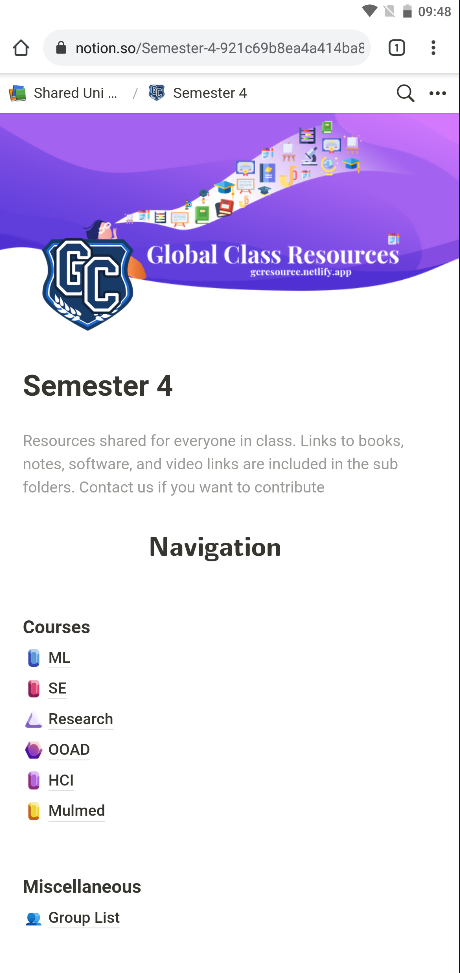 09:48
notion.so/Semester-4-921c69b8ea4a414ba8
1
Shared Uni ... / Semester 4
GC
Global Class Resources
gcresource.netlify.app
Semester 4
Resources shared for everyone in class. Links to books,
notes, software, and video links are included in the sub
folders. Contact us if you want to contribute
Navigation
Courses
ML
SE
Research
OOAD
HCI
Mulmed
Miscellaneous
Group List